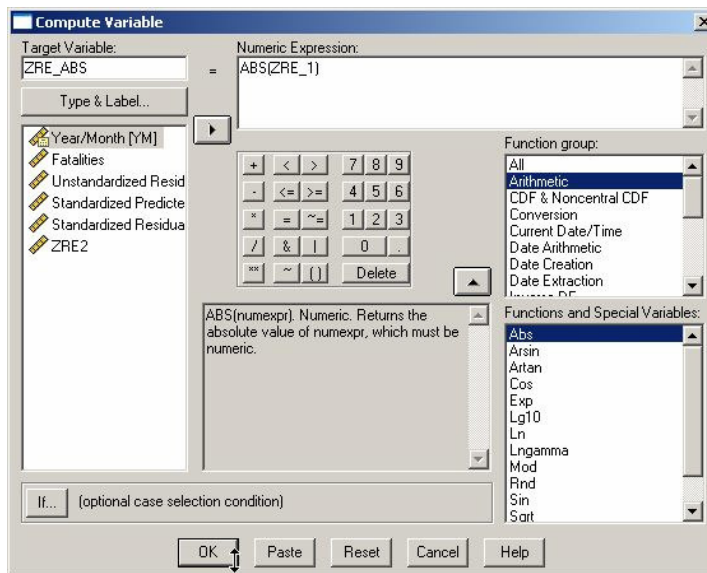 Compute Variable
Target Variable:
ZRE_ABS
=
Numeric Expression:
ABS(ZRE_1)
Type & Label...
Year/Month [YM]
Fatalities
Unstandardized Resid
Standardized Predicte
Standardized Residua
ZRE2
+ < > 7 8 9
- <= >= 4 5 6
* = ~= 1 2 3
/ & | 0 .
** ~ () Delete
Function group:
All
Arithmetic
CDF & Noncentral CDF
Conversion
Current Date/Time
Date Arithmetic
Date Creation
Date Extraction
Inverse DF
ABS(numexpr). Numeric. Returns the
absolute value of numexpr, which must be
numeric.
Functions and Special Variables:
Abs
Arsin
Artan
Cos
Exp
Lg10
Ln
Lngamma
Mod
Rnd
Sin
Sqrt
If... (optional case selection condition)
OK Paste Reset Cancel Help